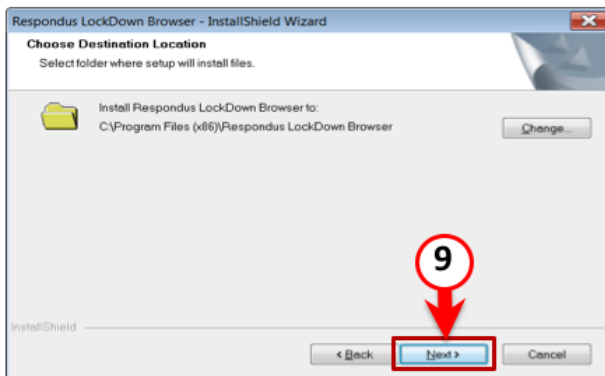 Respondus LockDown Browser - InstallShield Wizard
Choose Destination Location
Select folder where setup will install files.
Install Respondus LockDown Browser to:
C:\Program Files (x86)\Respondus LockDown Browser
Change...
9
InstallShield
< Back Next > Cancel